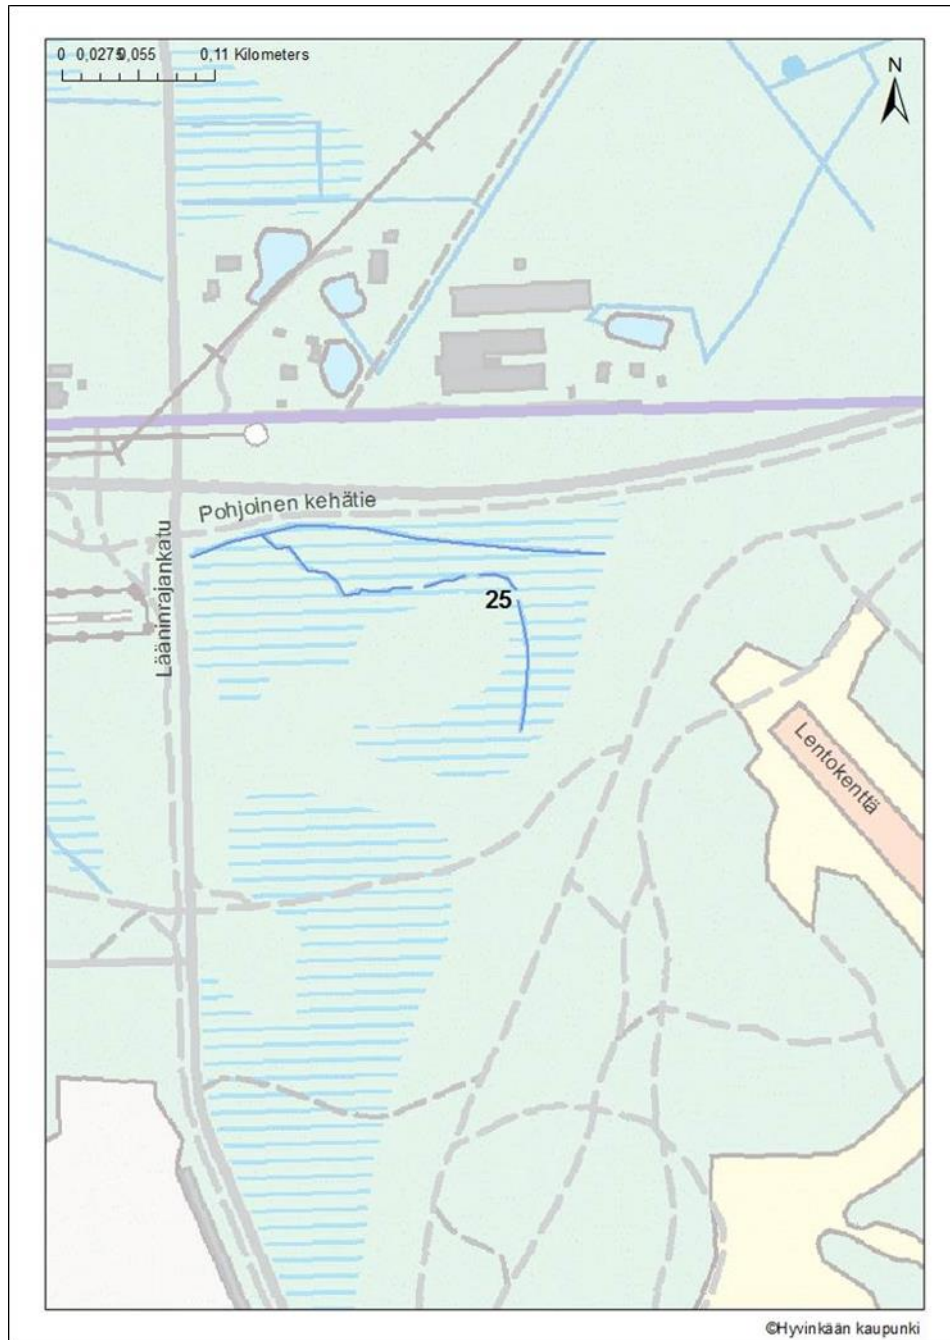 0 0,0275 0,055 0,11 Kilometers
N
Pohjoinen kehätie
Lääninrajankatu
25
Lentokenttä
©Hyvinkään kaupunki